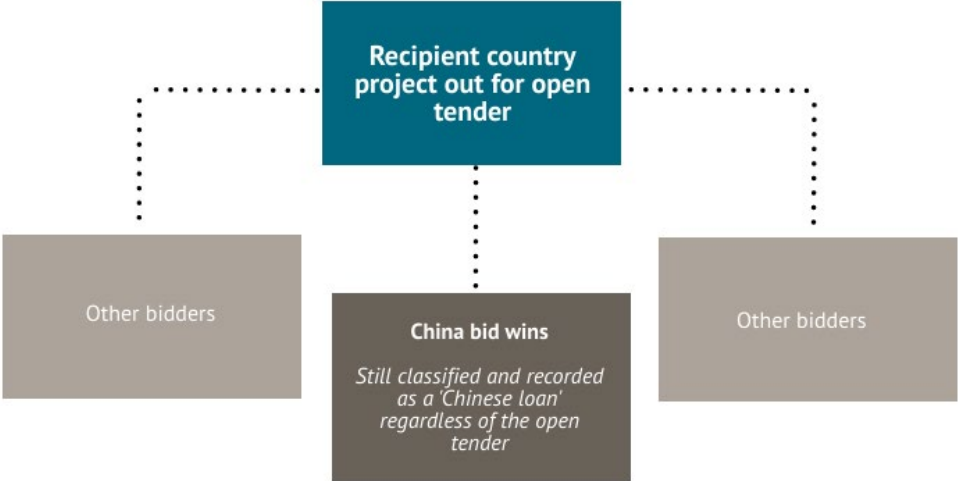 Recipient country
project out for open
tender
Other bidders
China bid wins
Still classified and recorded
as a 'Chinese loan'
regardless of the open
tender
Other bidders